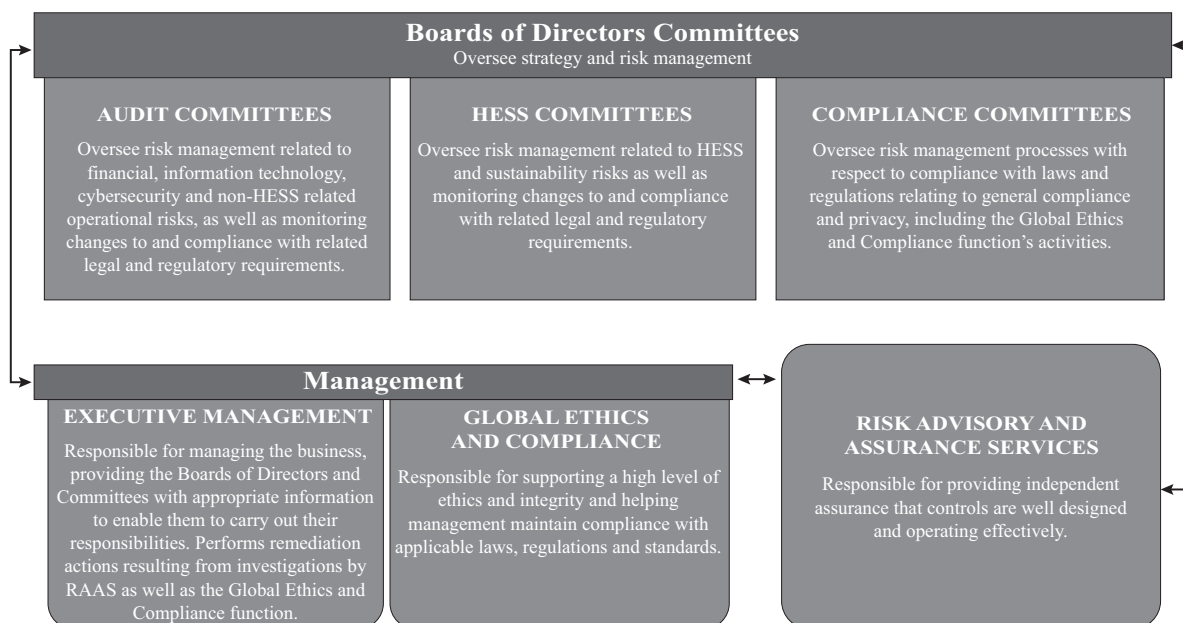 Boards of Directors Committees
Oversee strategy and risk management
AUDIT COMMITTEES
Oversee risk management related to
financial, information technology,
cybersecurity and non-HESS related
operational risks, as well as monitoring
changes to and compliance with related
legal and regulatory requirements.
HESS COMMITTEES
Oversee risk management related to HESS
and sustainability risks as well as
monitoring changes to and compliance
with related legal and regulatory
requirements.
COMPLIANCE COMMITTEES
Oversee risk management processes with
respect to compliance with laws and
regulations relating to general compliance
and privacy, including the Global Ethics
and Compliance function’s activities.
Management
EXECUTIVE MANAGEMENT
Responsible for managing the business,
providing the Boards of Directors and
Committees with appropriate information
to enable them to carry out their
responsibilities. Performs remediation
actions resulting from investigations by
RAAS as well as the Global Ethics and
Compliance function.
GLOBAL ETHICS
AND COMPLIANCE
Responsible for supporting a high level of
ethics and integrity and helping
management maintain compliance with
applicable laws, regulations and standards.
RISK ADVISORY AND
ASSURANCE SERVICES
Responsible for providing independent
assurance that controls are well designed
and operating effectively.